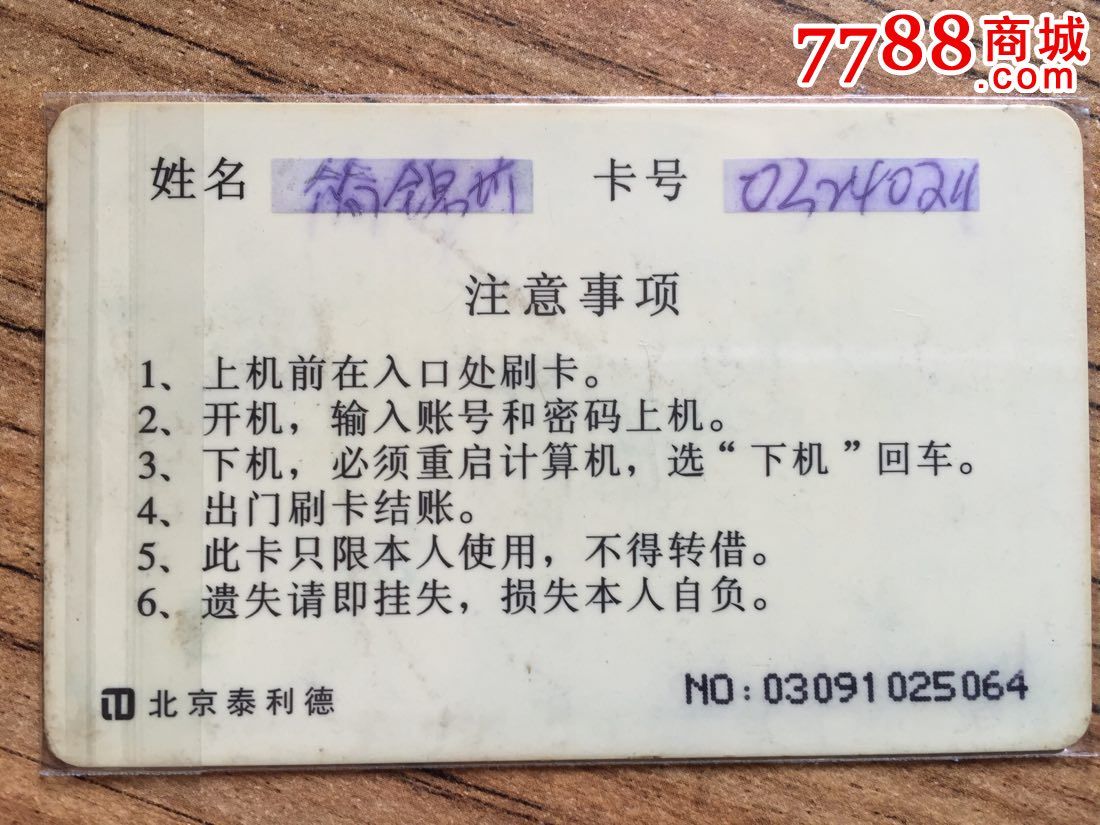 7788商城
.com
姓名 卡号
注意事项
1、上机前在入口处刷卡。
2、开机，输入账号和密码上机。
3、下机，必须重启计算机，选“下机”回车。
4、出门刷卡结账。
5、此卡只限本人使用，不得转借。
6、遗失请即挂失，损失本人自负。
北京泰利德 NO:03091025064